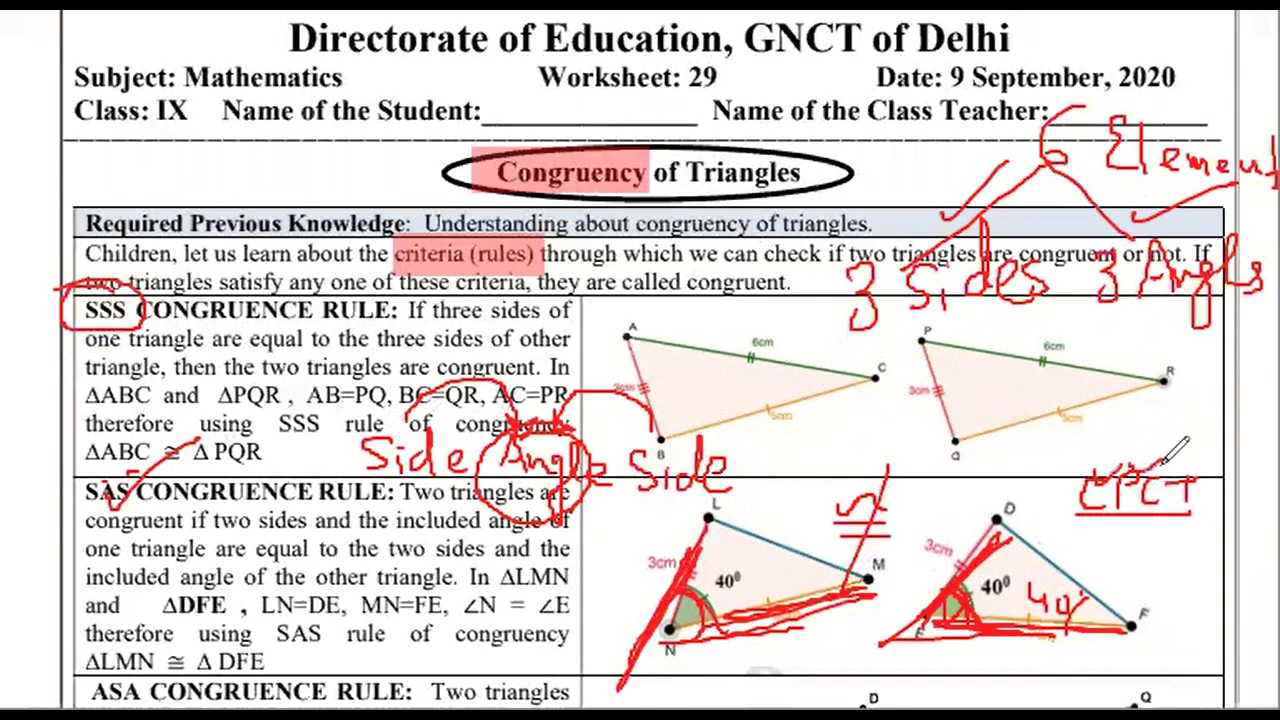 Directorate of Education, GNCT of Delhi
Subject: Mathematics Worksheet: 29 Date: 9 September, 2020
Class: IX Name of the Student:______________ Name of the Class Teacher:__________
6 Element
Congruency of Triangles
Required Previous Knowledge: Understanding about congruency of triangles.
Children, let us learn about the criteria (rules) through which we can check if two triangles are congruent or not. If
two triangles satisfy any one of these criteria, they are called congruent.
3 Sides 3 Angls
SSS CONGRUENCE RULE: If three sides of
one triangle are equal to the three sides of other
triangle, then the two triangles are congruent. In
ΔABC and ΔPQR , AB=PQ, BC=QR, AC=PR
therefore using SSS rule of congruency
ΔABC ≅ Δ PQR
A
6cm
C
3cm
5cm
B
P
6cm
R
3cm
5cm
Q
Side Angle Side
SAS CONGRUENCE RULE: Two triangles are
congruent if two sides and the included angle of
one triangle are equal to the two sides and the
included angle of the other triangle. In ΔLMN
and ΔDFE , LN=DE, MN=FE, ∠N = ∠E
therefore using SAS rule of congruency
ΔLMN ≅ Δ DFE
L
3cm
40⁰
M
N
CPCT
D
3cm
40⁰
F
E
ASA CONGRUENCE RULE: Two triangles
D
Q